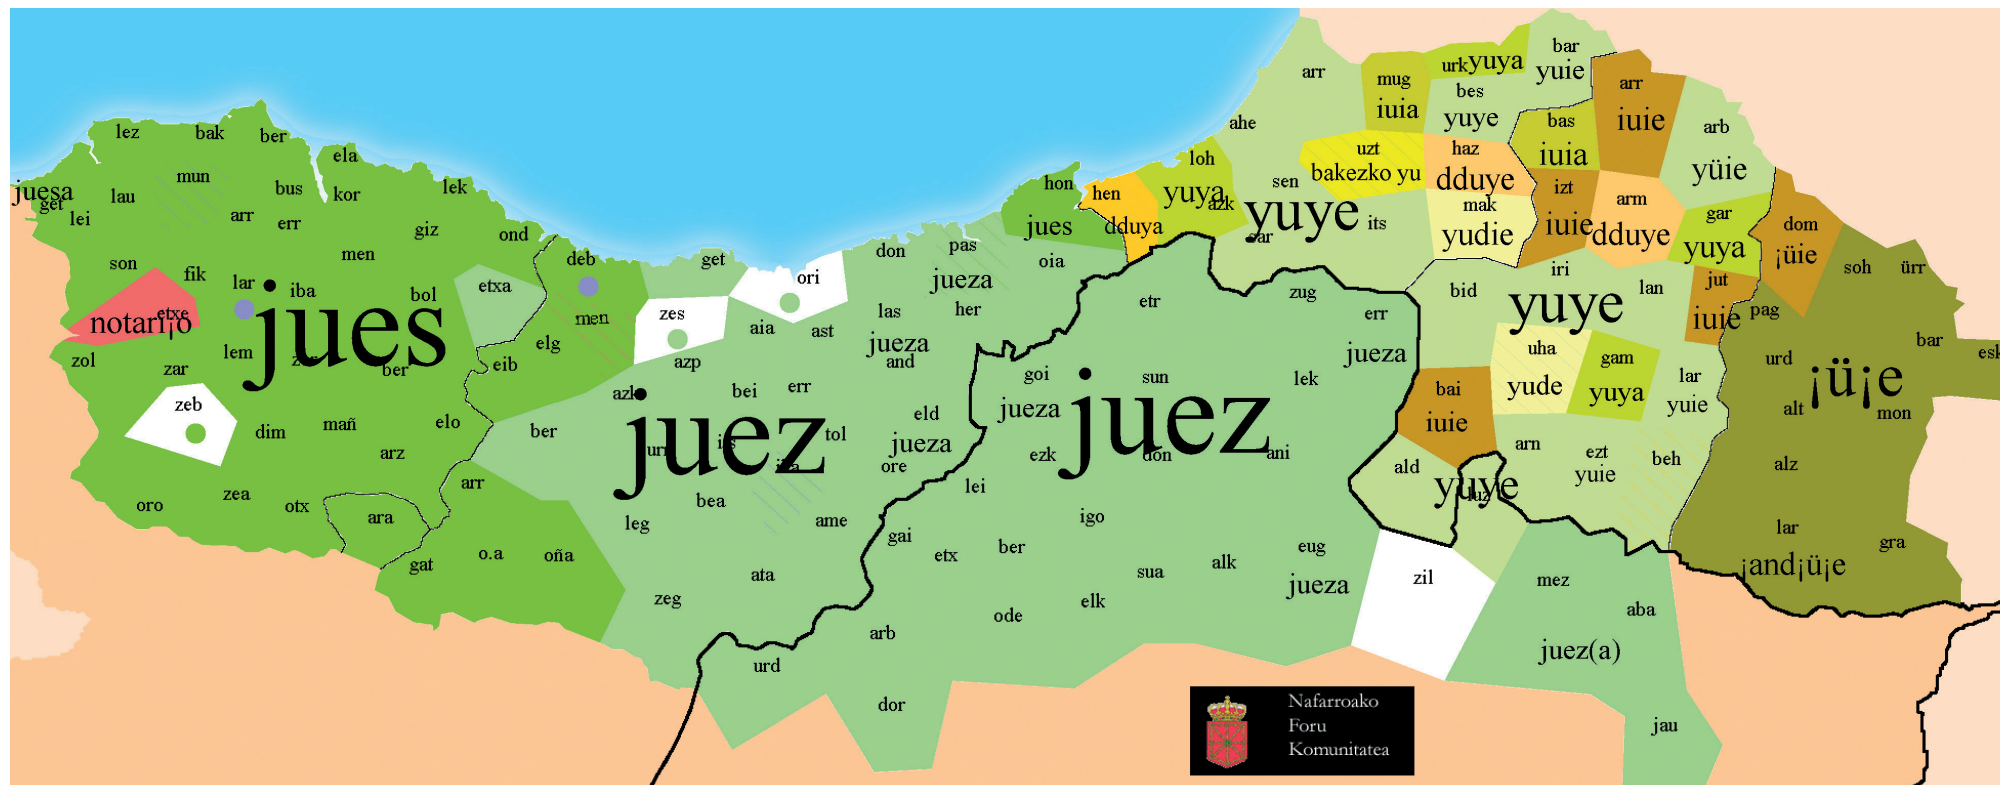 lez
bak
ber
ela
mun
lau
bus
kor
lek
juesa
get
lei
arr
err
giz
ond
men
son
fik
lar
iba
bol
etxa
etxe
notari¡o
jues
zol
zar
lem
ber
eib
zeb
dim
mañ
elo
arz
oro
zea
otx
ara
deb
men
elg
get
zes
ori
don
pas
jueza
hon
jues
oia
las
her
aia
ast
jueza
and
azp
bei
err
azk
juez
ber
eld
tol
jueza
ore
arr
leg
bea
ame
o.a
oña
gat
ata
zeg
hen
dduya
loh
yuya
azk
ahe
arr
sen
yuye
sar
its
mug
iuia
urk
yuya
bar
yuie
bes
yuye
uzt
bakezko yu
haz
dduye
mak
yudie
bas
iuia
arr
iuie
arb
yüie
izt
iuie
arm
dduye
gar
yuya
iri
bid
yuye
lan
jut
iuie
uha
yude
gam
yuya
lar
yuie
bai
iuie
arn
ezt
yuie
beh
ald
yuye
luz
dom
¡üie
soh
ürr
pag
urd
bar
esk
¡ü¡e
alt
mon
alz
lar
gra
¡and¡ü¡e
etr
zug
err
jueza
goi
jueza
sun
lek
juez
ezk
don
ani
lei
igo
gai
etx
ber
sua
alk
eug
jueza
ode
elk
arb
urd
dor
zil
mez
aba
juez(a)
jau
Nafarroako
Foru
Komunitatea